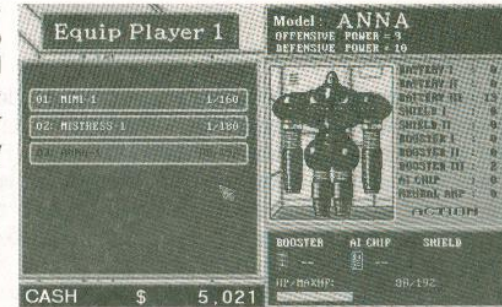 Equip Player 1
01: MIMI-1 1/160
02: MISTRESS-1 1/180
CASH $ 5,021
Model: ANNA
OFFENSIVE POWER = 9
DEFENSIVE POWER = 10
BATTERY I
BATTERY II
BATTERY III
SHIELD I
SHIELD II
BOOSTER I
BOOSTER II
BOOSTER III
AI CHIP
NEURAL AMP
ACTION
BOOSTER AI CHIP SHIELD
-- --
HP/MAXHP: 88/192